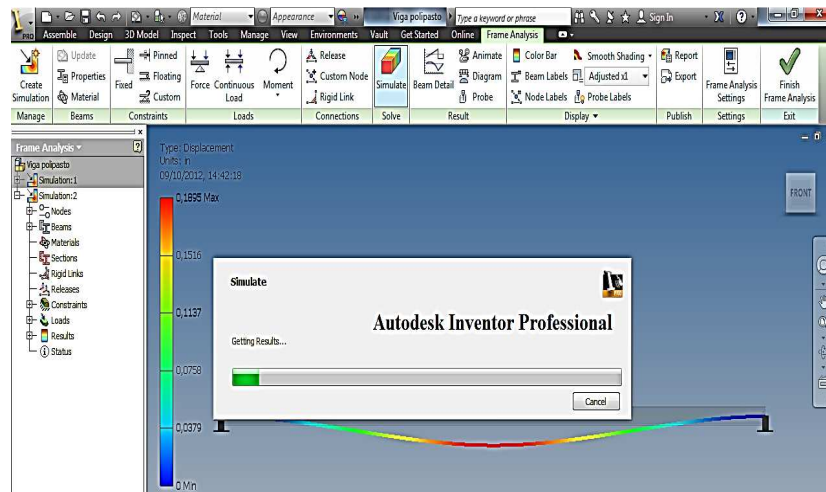 PRO
Material
Appearance
Viga polipasto
Type a keyword or phrase
Sign In
Assemble Design 3D Model Inspect Tools Manage View Environments Vault Get Started Online Frame Analysis
Create Simulation
Manage
Update
Properties
Material
Beams
Fixed
Pinned
Floating
Custom
Constraints
Force
Continuous Load
Moment
Loads
Release
Custom Node
Rigid Link
Connections
Simulate
Solve
Beam Detail
Animate
Diagram
Probe
Result
Color Bar
Beam Labels
Node Labels
Smooth Shading
Adjusted x1
Probe Labels
Display
Report
Export
Publish
Frame Analysis Settings
Settings
Finish Frame Analysis
Exit
Frame Analysis
Viga polipasto
Simulation:1
Simulation:2
Nodes
Beams
Materials
Sections
Rigid Links
Releases
Constraints
Loads
Results
Status
Type: Displacement
Units: in
09/10/2012, 14:42:18
0,1895 Max
0,1516
0,1137
0,0758
0,0379
0 Min
FRONT
Simulate
Autodesk Inventor Professional
Getting Results...
Cancel